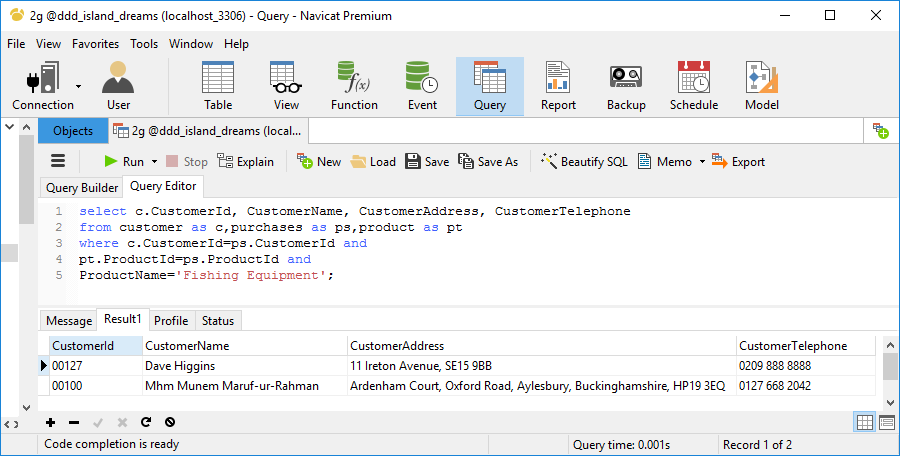 2g @ddd_island_dreams (localhost_3306) - Query - Navicat Premium
File View Favorites Tools Window Help
Connection User Table View Function Event Query Report Backup Schedule Model
Objects 2g @ddd_island_dreams (local...
Run Stop Explain New Load Save Save As Beautify SQL Memo Export
Query Builder Query Editor
1 select c.CustomerId, CustomerName, CustomerAddress, CustomerTelephone
2 from customer as c,purchases as ps,product as pt
3 where c.CustomerId=ps.CustomerId and
4 pt.ProductId=ps.ProductId and
5 ProductName='Fishing Equipment';
Message Result1 Profile Status
CustomerId CustomerName CustomerAddress CustomerTelephone
00127 Dave Higgins 11 Ireton Avenue, SE15 9BB 0209 888 8888
00100 Mhm Munem Maruf-ur-Rahman Ardenham Court, Oxford Road, Aylesbury, Buckinghamshire, HP19 3EQ 0127 668 2042
Code completion is ready Query time: 0.001s Record 1 of 2